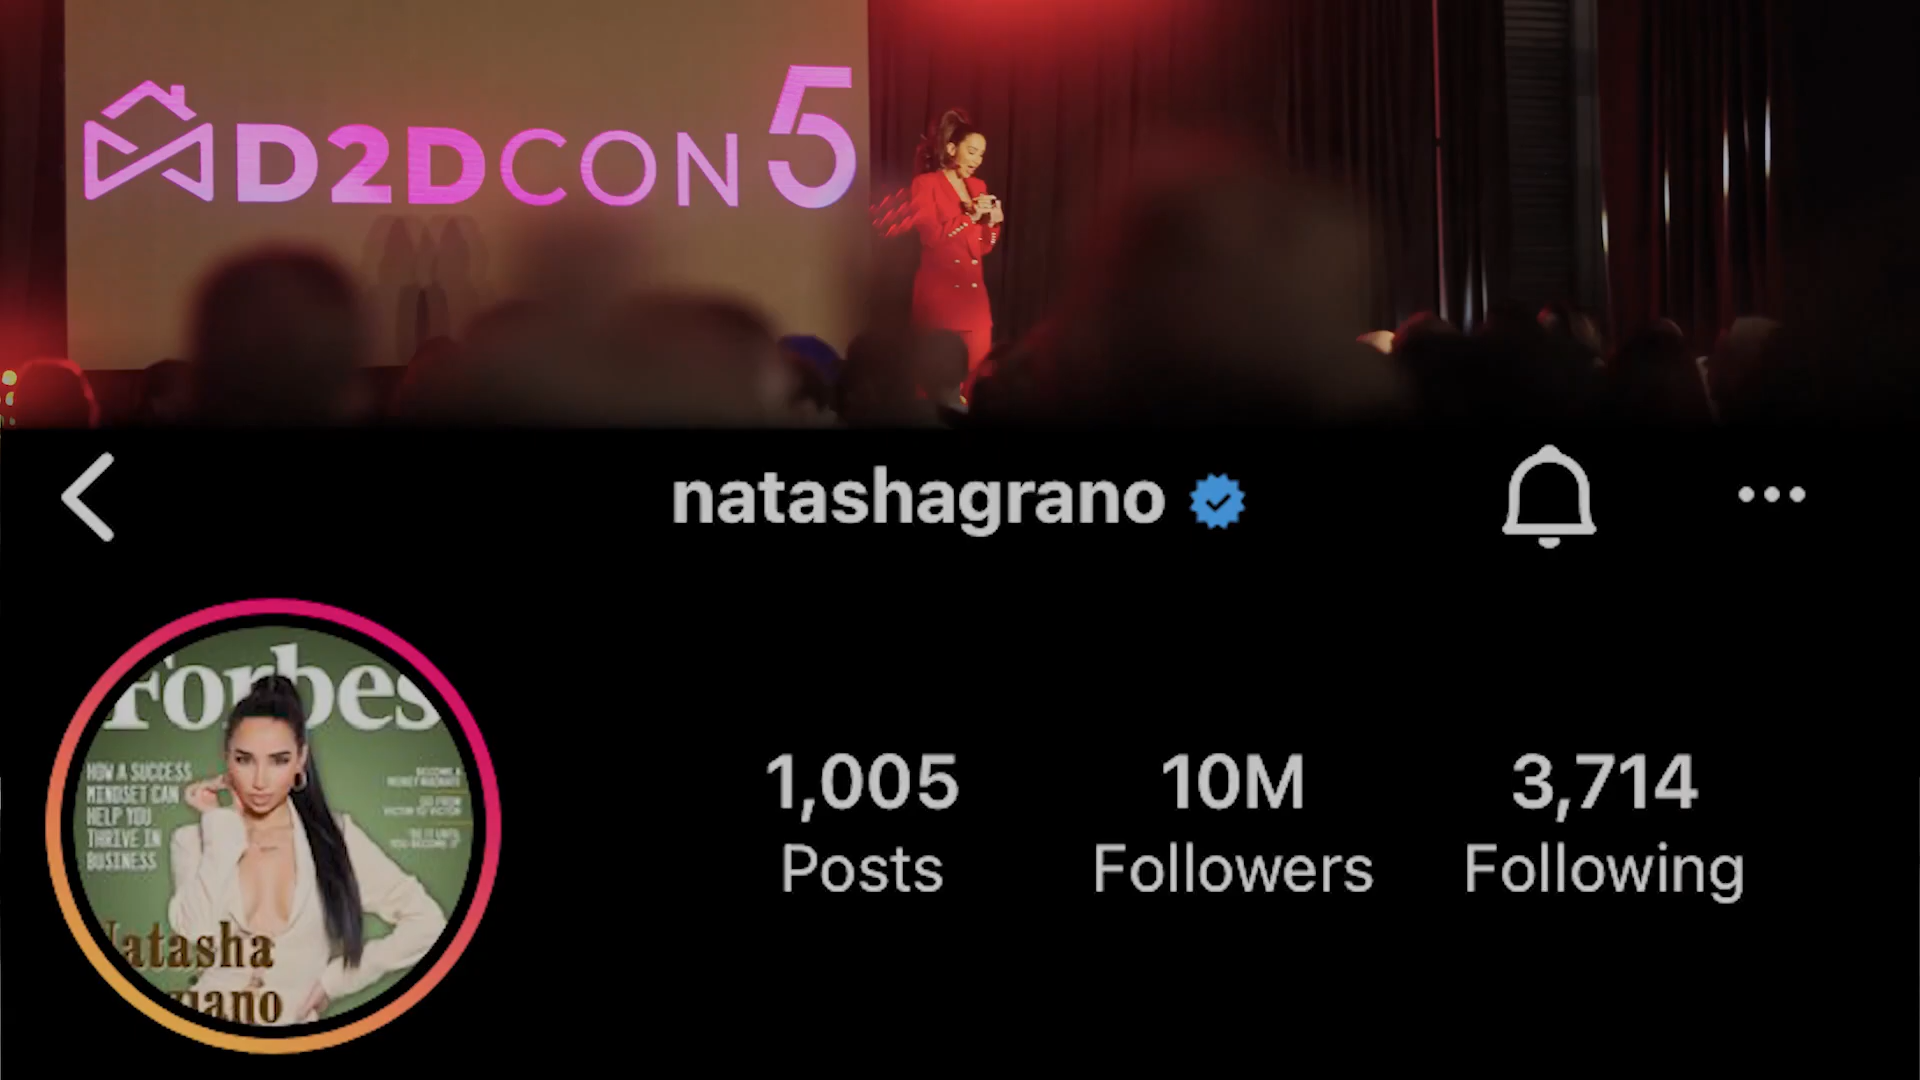 D2DCON5
natashagrano
Forbes
HOW A SUCCESS
MINDSET CAN
HELP YOU
THRIVE IN
BUSINESS
1,005
10M
3,714
Posts
Followers
Following